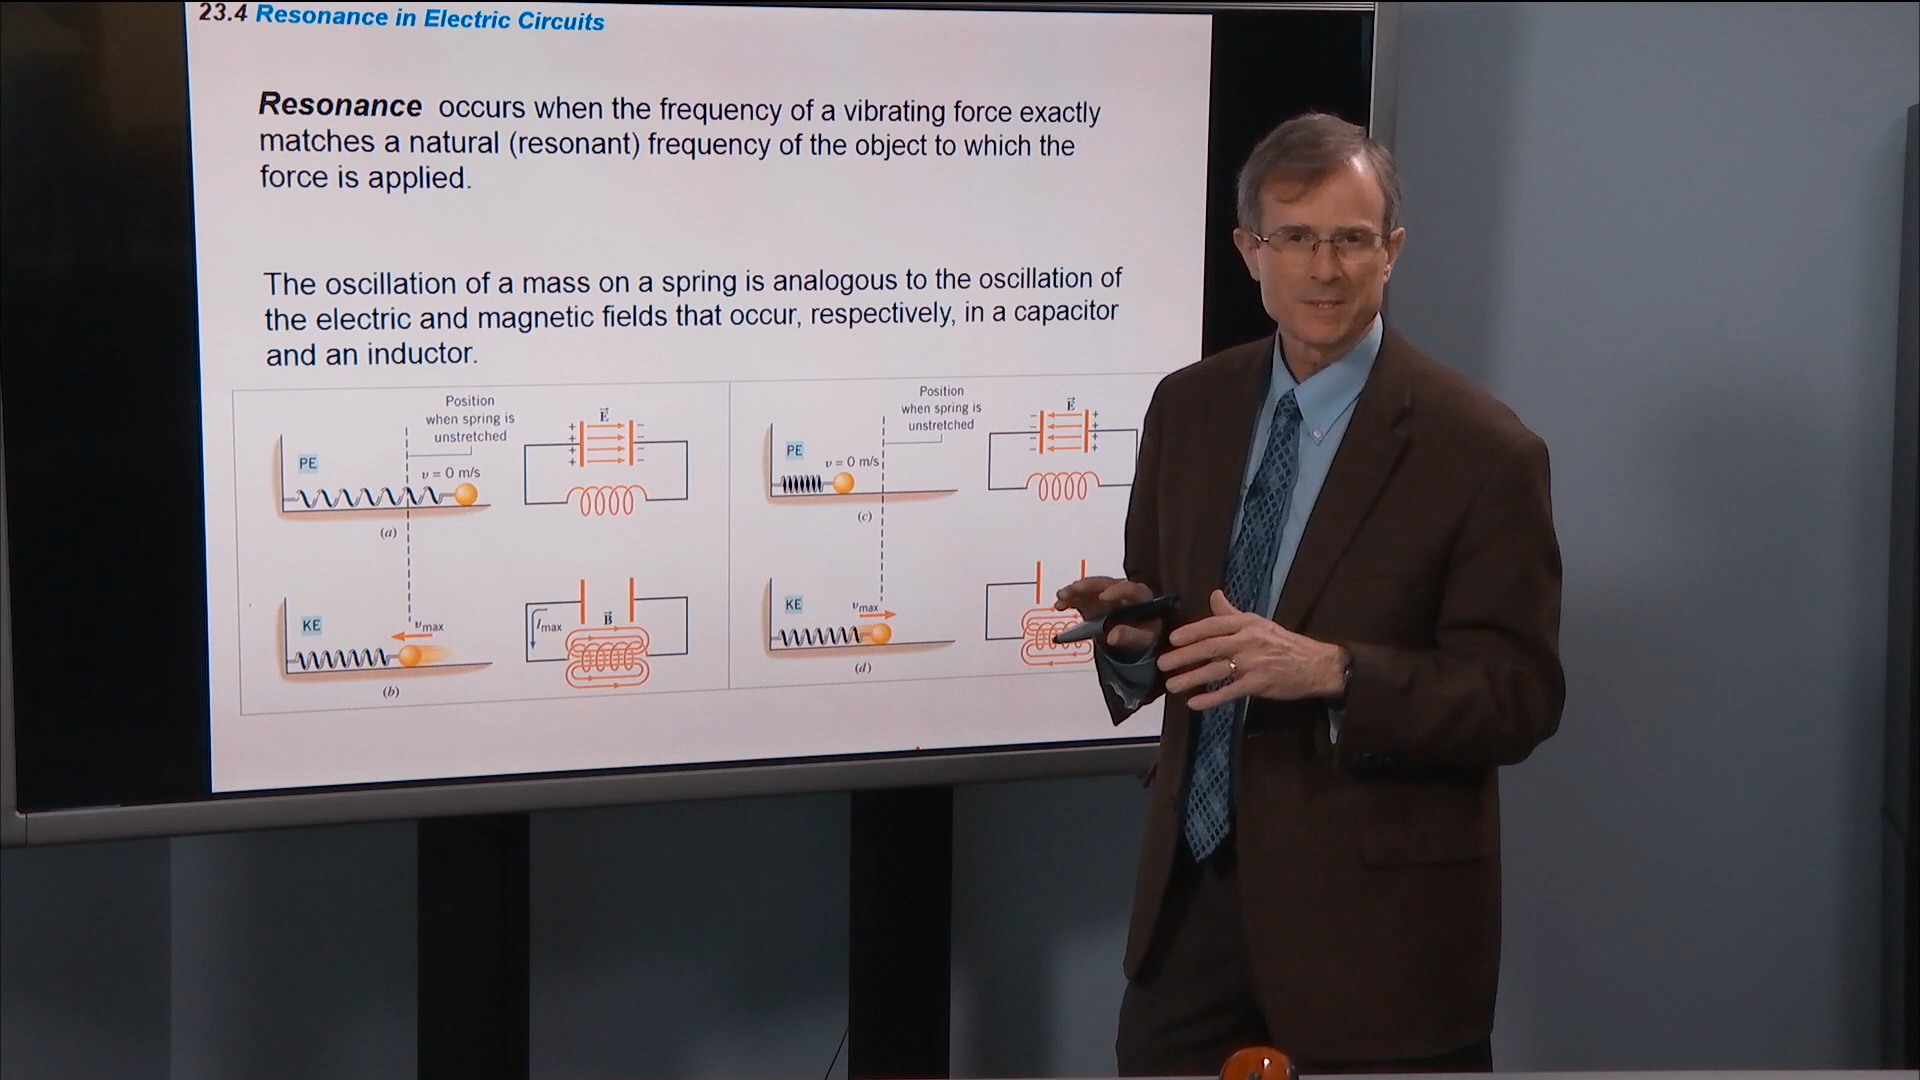 23.4 Resonance in Electric Circuits
Resonance occurs when the frequency of a vibrating force exactly
matches a natural (resonant) frequency of the object to which the
force is applied.
The oscillation of a mass on a spring is analogous to the oscillation of
the electric and magnetic fields that occur, respectively, in a capacitor
and an inductor.
Position
when spring is
unstretched
PE
v = 0 m/s
(a)
E
+ + + +
− − −
KE
vmax
(b)
Imax
B
Position
when spring is
unstretched
PE
v = 0 m/s
(c)
E
− − − −
+ + + +
KE
vmax
(d)